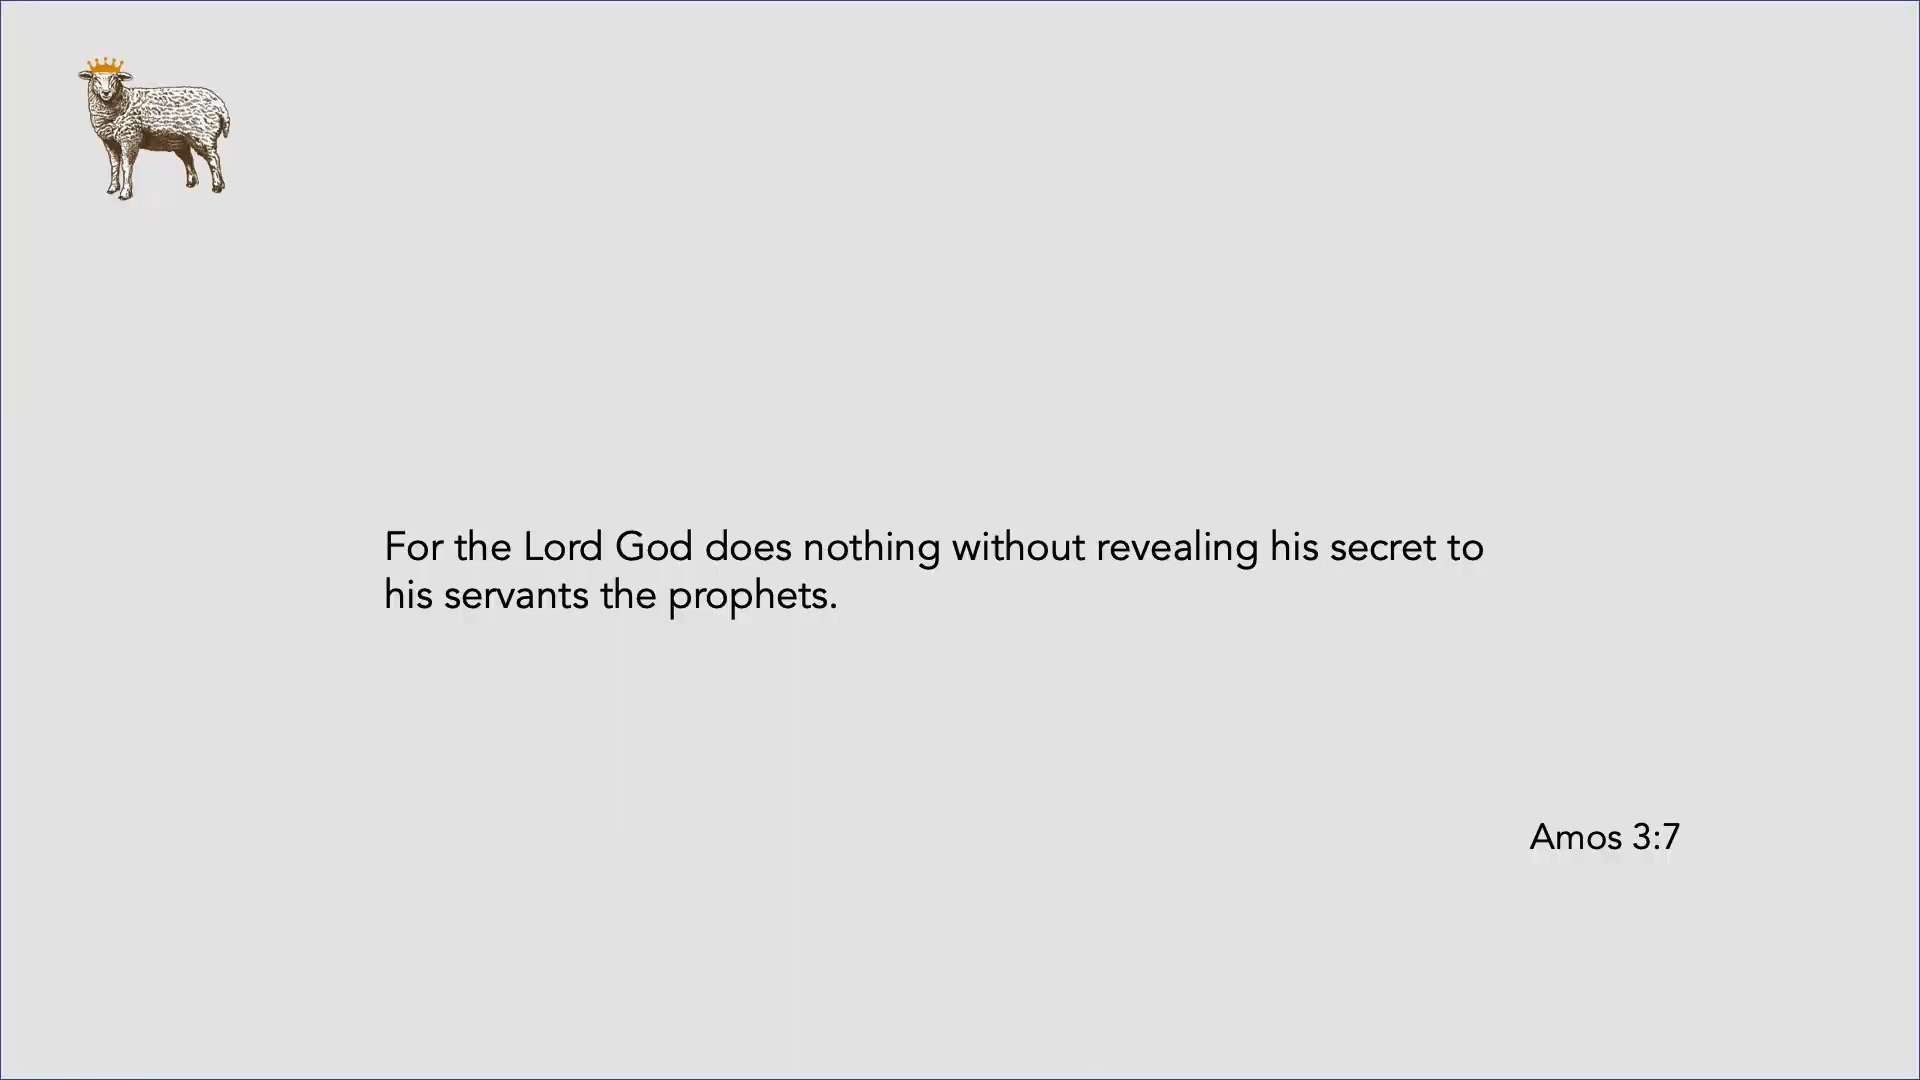 For the Lord God does nothing without revealing his secret to
his servants the prophets.
Amos 3:7